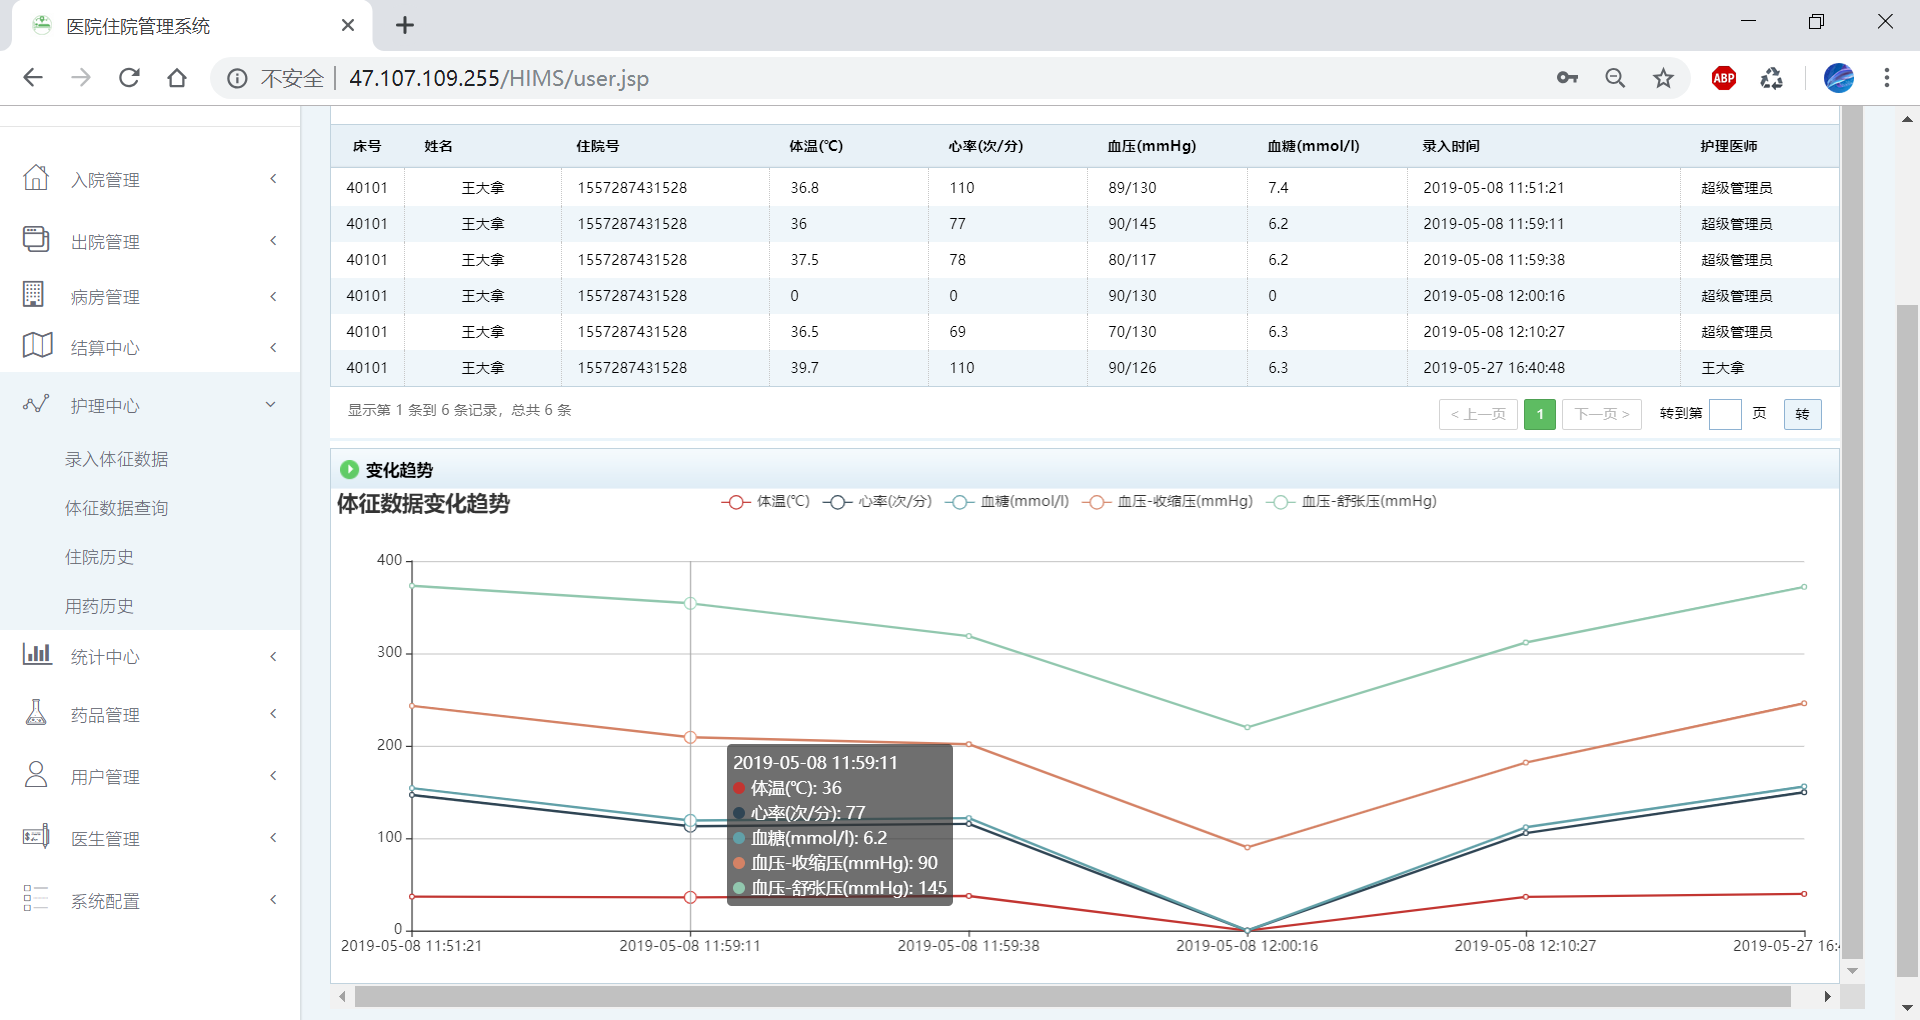 医院住院管理系统
不安全 47.107.109.255/HIMS/user.jsp
ABP
床号 姓名 住院号 体温(℃) 心率(次/分) 血压(mmHg) 血糖(mmol/l) 录入时间 护理医师
40101 王大拿 1557287431528 36.8 110 89/130 7.4 2019-05-08 11:51:21 超级管理员
40101 王大拿 1557287431528 36 77 90/145 6.2 2019-05-08 11:59:11 超级管理员
40101 王大拿 1557287431528 37.5 78 80/117 6.2 2019-05-08 11:59:38 超级管理员
40101 王大拿 1557287431528 0 0 90/130 0 2019-05-08 12:00:16 超级管理员
40101 王大拿 1557287431528 36.5 69 70/130 6.3 2019-05-08 12:10:27 超级管理员
40101 王大拿 1557287431528 39.7 110 90/126 6.3 2019-05-27 16:40:48 王大拿
显示第 1 条到 6 条记录，总共 6 条
< 上一页 1 下一页 > 转到第 页 转
入院管理
出院管理
病房管理
结算中心
护理中心
录入体征数据
体征数据查询
住院历史
用药历史
统计中心
药品管理
用户管理
医生管理
系统配置
变化趋势
体征数据变化趋势
体温(℃) 心率(次/分) 血糖(mmol/l) 血压-收缩压(mmHg) 血压-舒张压(mmHg)
400
300
200
100
0
2019-05-08 11:59:11
体温(℃): 36
心率(次/分): 77
血糖(mmol/l): 6.2
血压-收缩压(mmHg): 90
血压-舒张压(mmHg): 145
2019-05-08 11:51:21 2019-05-08 11:59:11 2019-05-08 11:59:38 2019-05-08 12:00:16 2019-05-08 12:10:27 2019-05-27 16:4